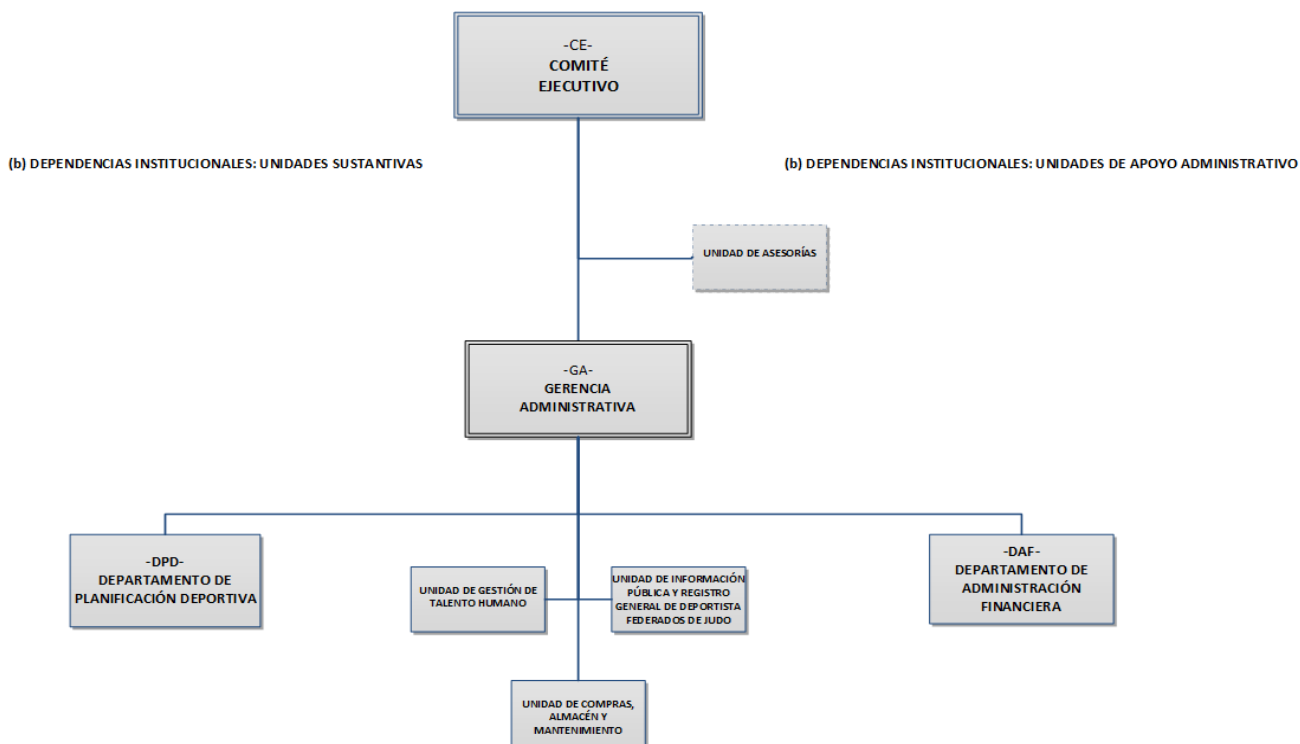 -CE-
COMITÉ
EJECUTIVO
(b) DEPENDENCIAS INSTITUCIONALES: UNIDADES SUSTANTIVAS
(b) DEPENDENCIAS INSTITUCIONALES: UNIDADES DE APOYO ADMINISTRATIVO
UNIDAD DE ASESORÍAS
-GA-
GERENCIA
ADMINISTRATIVA
-DPD-
DEPARTAMENTO DE
PLANIFICACIÓN DEPORTIVA
UNIDAD DE GESTIÓN DE
TALENTO HUMANO
UNIDAD DE INFORMACIÓN
PÚBLICA Y REGISTRO
GENERAL DE DEPORTISTA
FEDERADOS DE JUDO
-DAF-
DEPARTAMENTO DE
ADMINISTRACIÓN
FINANCIERA
UNIDAD DE COMPRAS,
ALMACÉN Y
MANTENIMIENTO